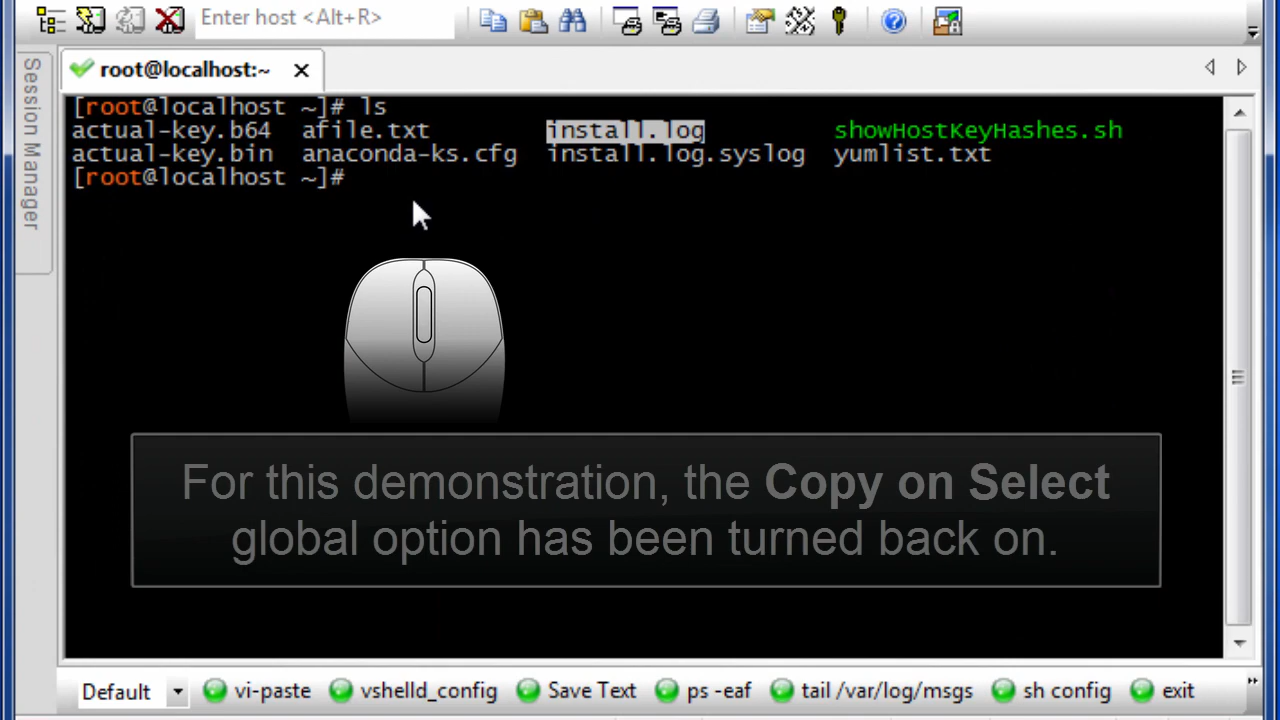 Enter host <Alt+R>
Session Manager
root@localhost:~
[root@localhost ~]# ls
actual-key.b64 afile.txt install.log showHostKeyHashes.sh
actual-key.bin anaconda-ks.cfg install.log.syslog yumlist.txt
[root@localhost ~]#
For this demonstration, the Copy on Select
global option has been turned back on.
Default vi-paste vshelld_config Save Text ps -eaf tail /var/log/msgs sh config exit